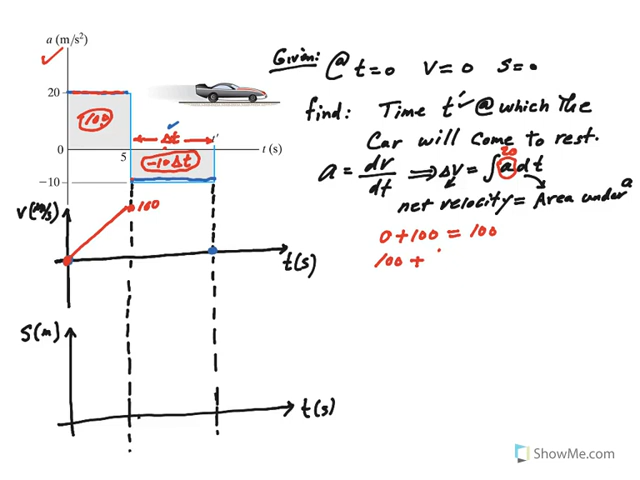 a (m/s²)
Given: @ t=0 V=0 S=0
20
100
find: Time t' @ which the
Car will come to rest.
Δt
t'
0
5
t (s)
-10Δt
-10
20
a = dv/dt ⇒ ΔV = ∫ a dt
net velocity = Area under a
V(m/s)
100
0+100 = 100
100 +
t(s)
S(m)
t(s)
ShowMe.com